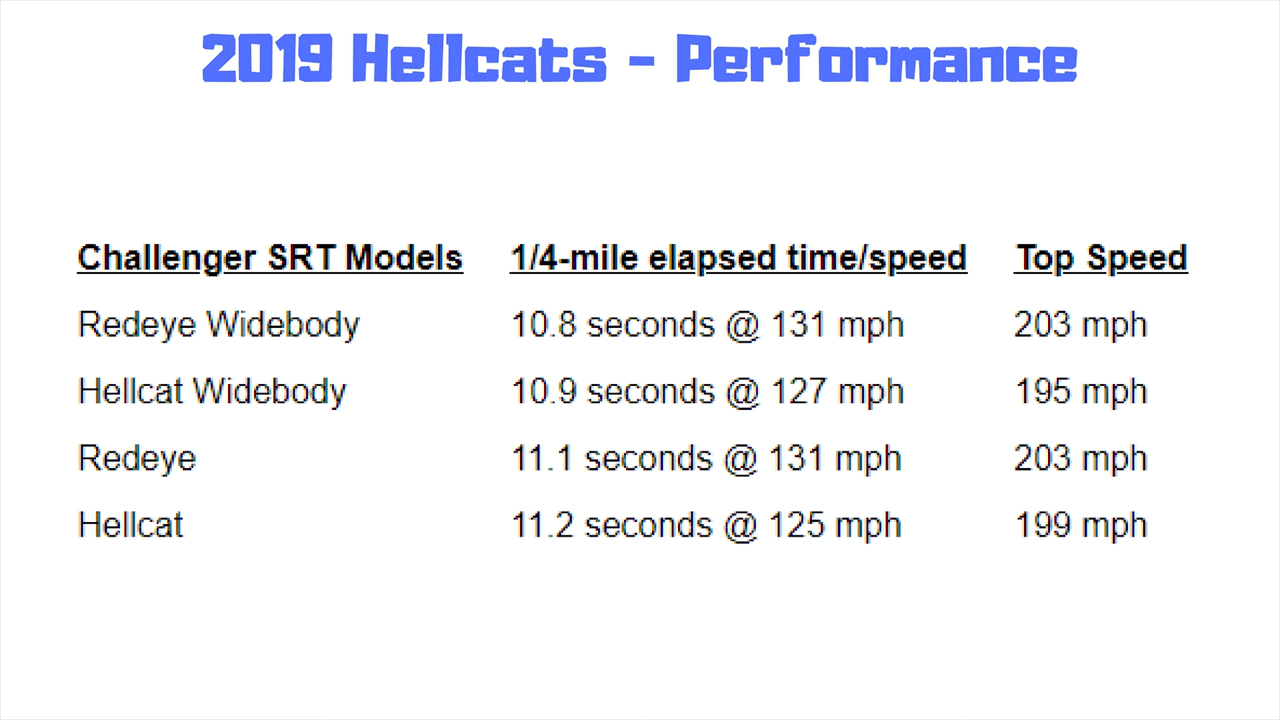 2019 Hellcats - Performance
Challenger SRT Models 1/4-mile elapsed time/speed Top Speed
Redeye Widebody 10.8 seconds @ 131 mph 203 mph
Hellcat Widebody 10.9 seconds @ 127 mph 195 mph
Redeye 11.1 seconds @ 131 mph 203 mph
Hellcat 11.2 seconds @ 125 mph 199 mph